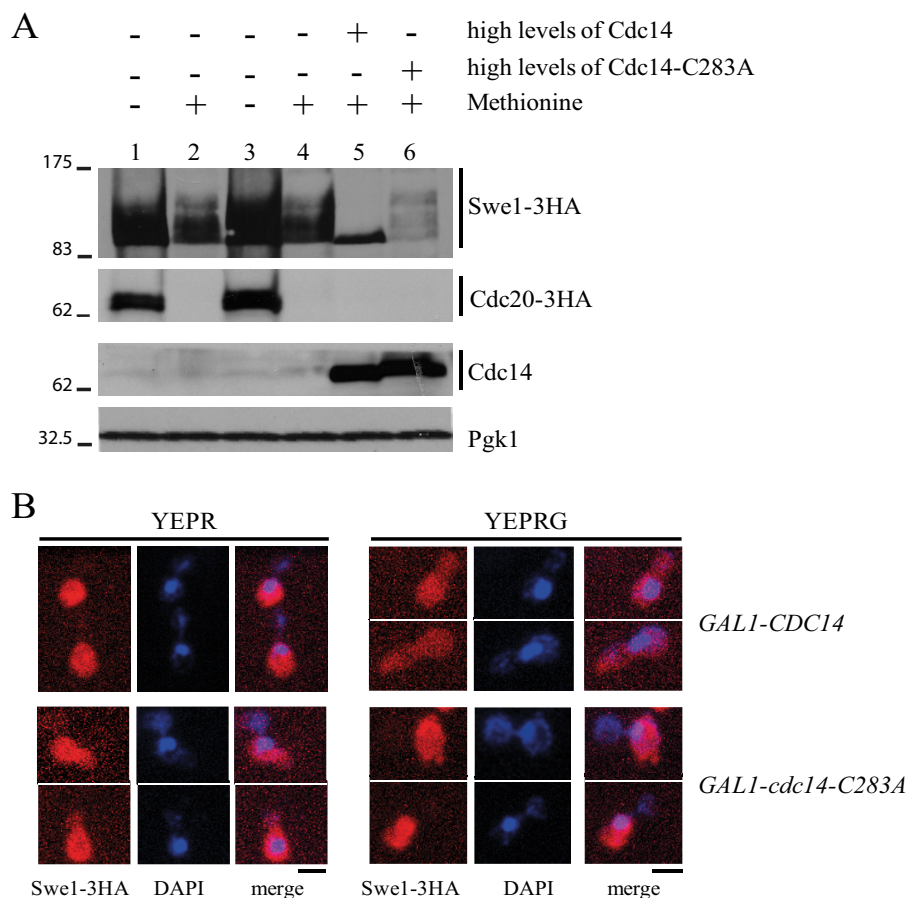 A
- - - - + - high levels of Cdc14
- - - - - + high levels of Cdc14-C283A
- + - + + + Methionine
1 2 3 4 5 6
175
83
Swe1-3HA
62
Cdc20-3HA
62
Cdc14
32.5
Pgk1
B
YEPR YEPRG
GAL1-CDC14
GAL1-cdc14-C283A
Swe1-3HA DAPI merge Swe1-3HA DAPI merge